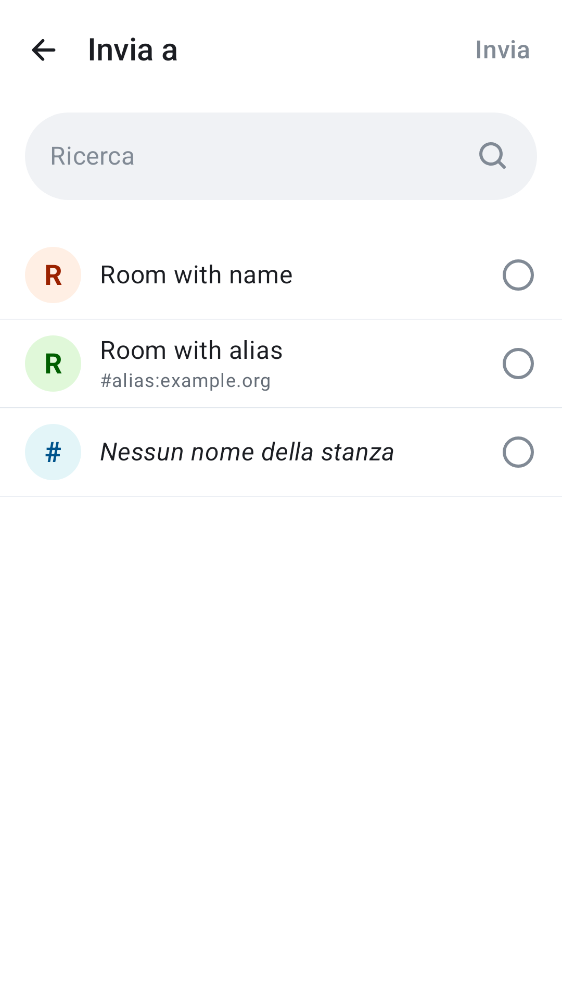 Invia a
Invia
Ricerca
R
Room with name
R
Room with alias
#alias:example.org
#
Nessun nome della stanza